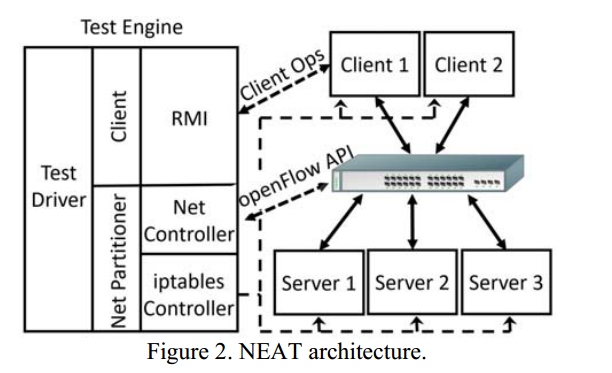 Test Engine
Test
Driver
Client
RMI
Net Partitioner
Net
Controller
iptables
Controller
Client Ops
openFlow API
Client 1
Client 2
Server 1
Server 2
Server 3
Figure 2. NEAT architecture.